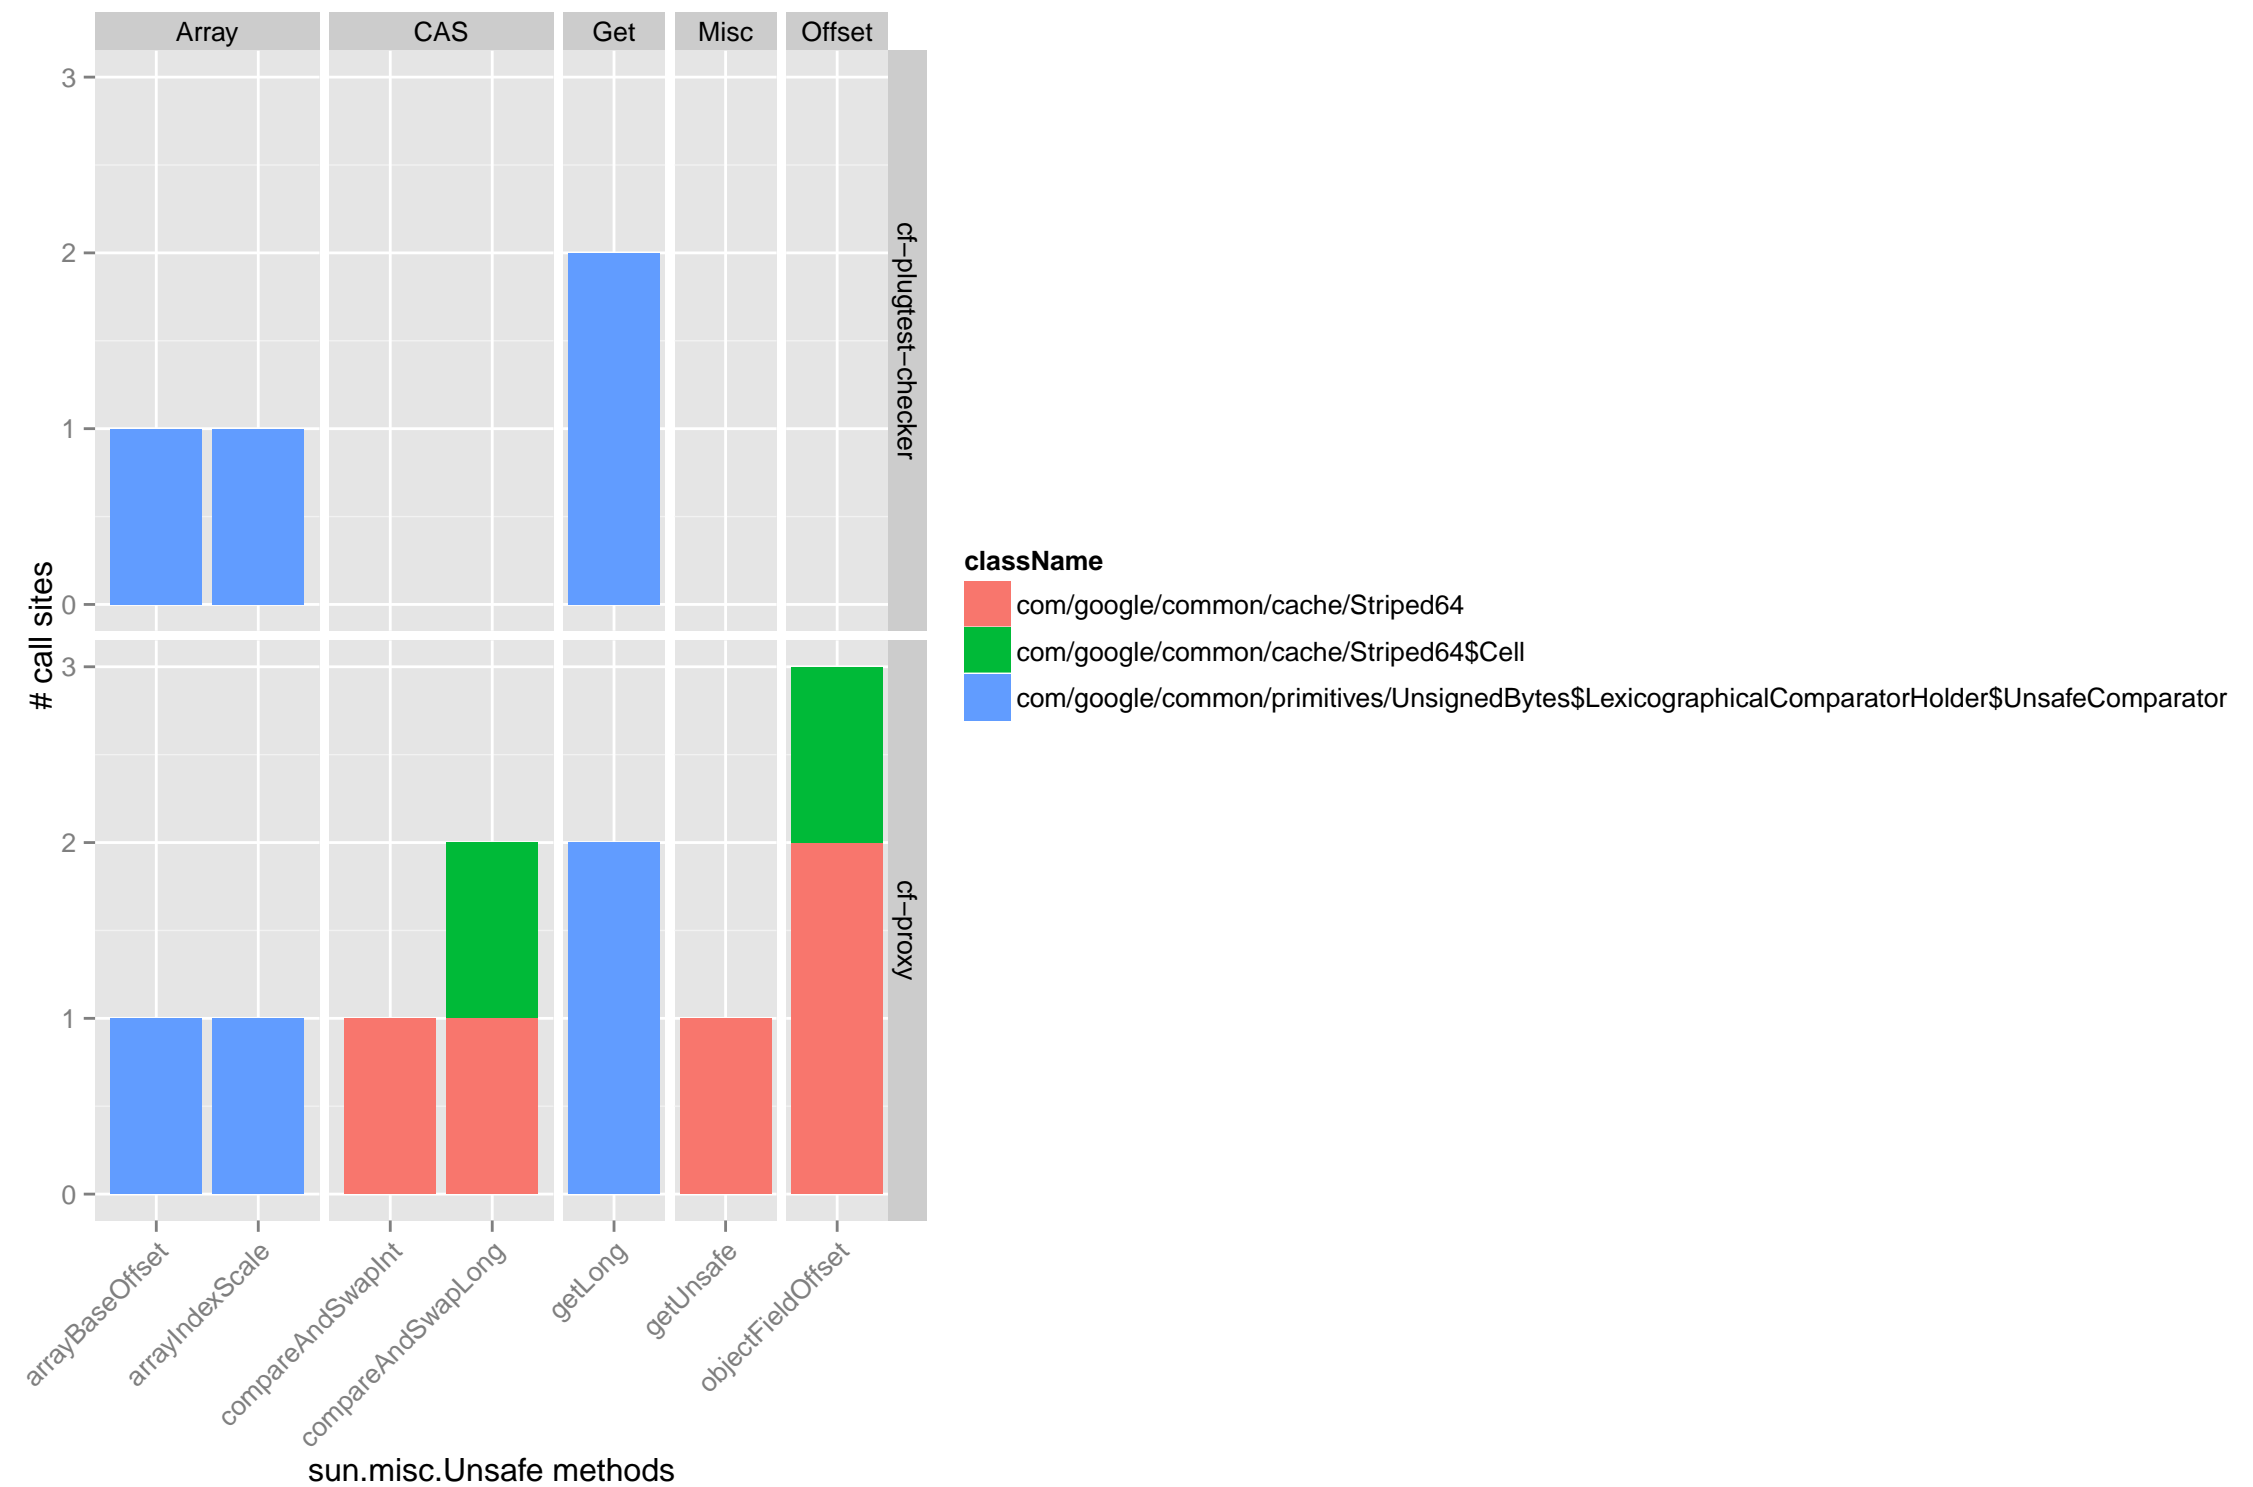 Array CAS Get Misc Offset
3
2
1
0
cf−plugtest−checker
# call sites
3
2
1
0
cf−proxy
arrayBaseOffset
arrayIndexScale
compareAndSwapInt
compareAndSwapLong
getLong
getUnsafe
objectFieldOffset
sun.misc.Unsafe methods
className
com/google/common/cache/Striped64
com/google/common/cache/Striped64$Cell
com/google/common/primitives/UnsignedBytes$LexicographicalComparatorHolder$UnsafeComparator